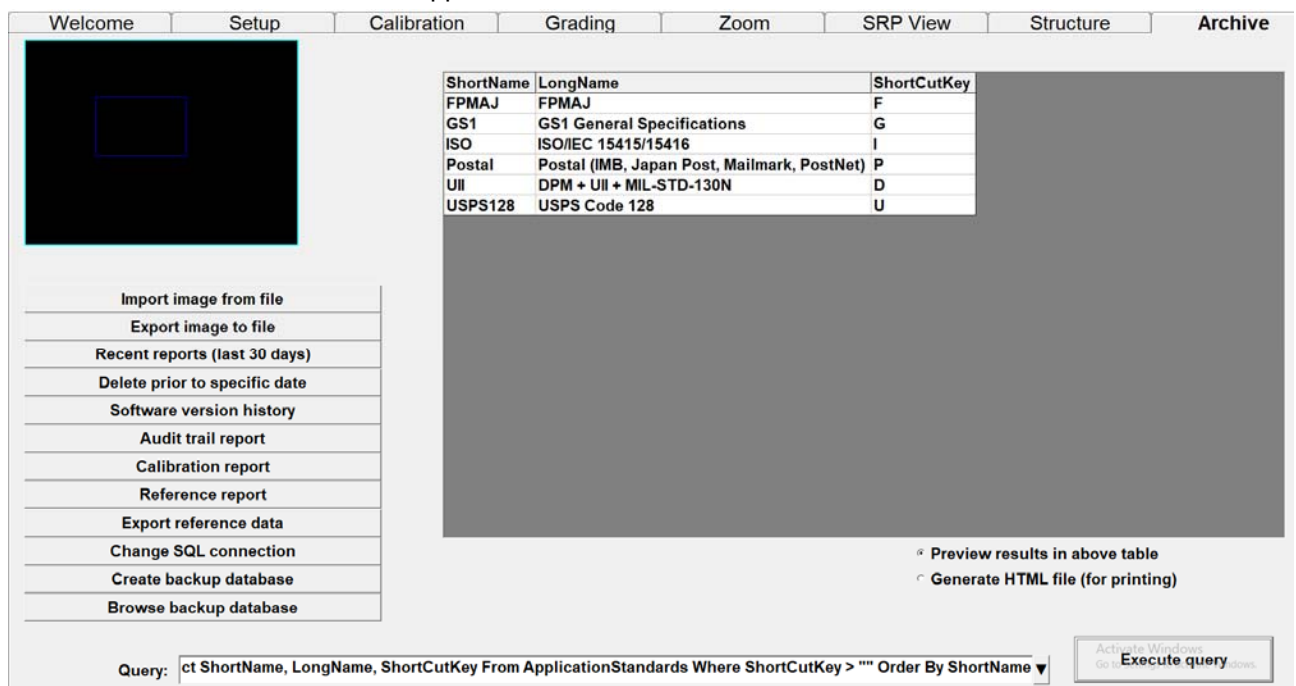 Welcome Setup Calibration Grading Zoom SRP View Structure Archive
ShortName LongName ShortCutKey
FPMAJ FPMAJ F
GS1 GS1 General Specifications G
ISO ISO/IEC 15415/15416 I
Postal Postal (IMB, Japan Post, Mailmark, PostNet) P
UII DPM + UII + MIL-STD-130N D
USPS128 USPS Code 128 U
Import image from file
Export image to file
Recent reports (last 30 days)
Delete prior to specific date
Software version history
Audit trail report
Calibration report
Reference report
Export reference data
Change SQL connection
Create backup database
Browse backup database
Preview results in above table
Generate HTML file (for printing)
Query: ct ShortName, LongName, ShortCutKey From ApplicationStandards Where ShortCutKey > "" Order By ShortName
Activate Windows
Execute query